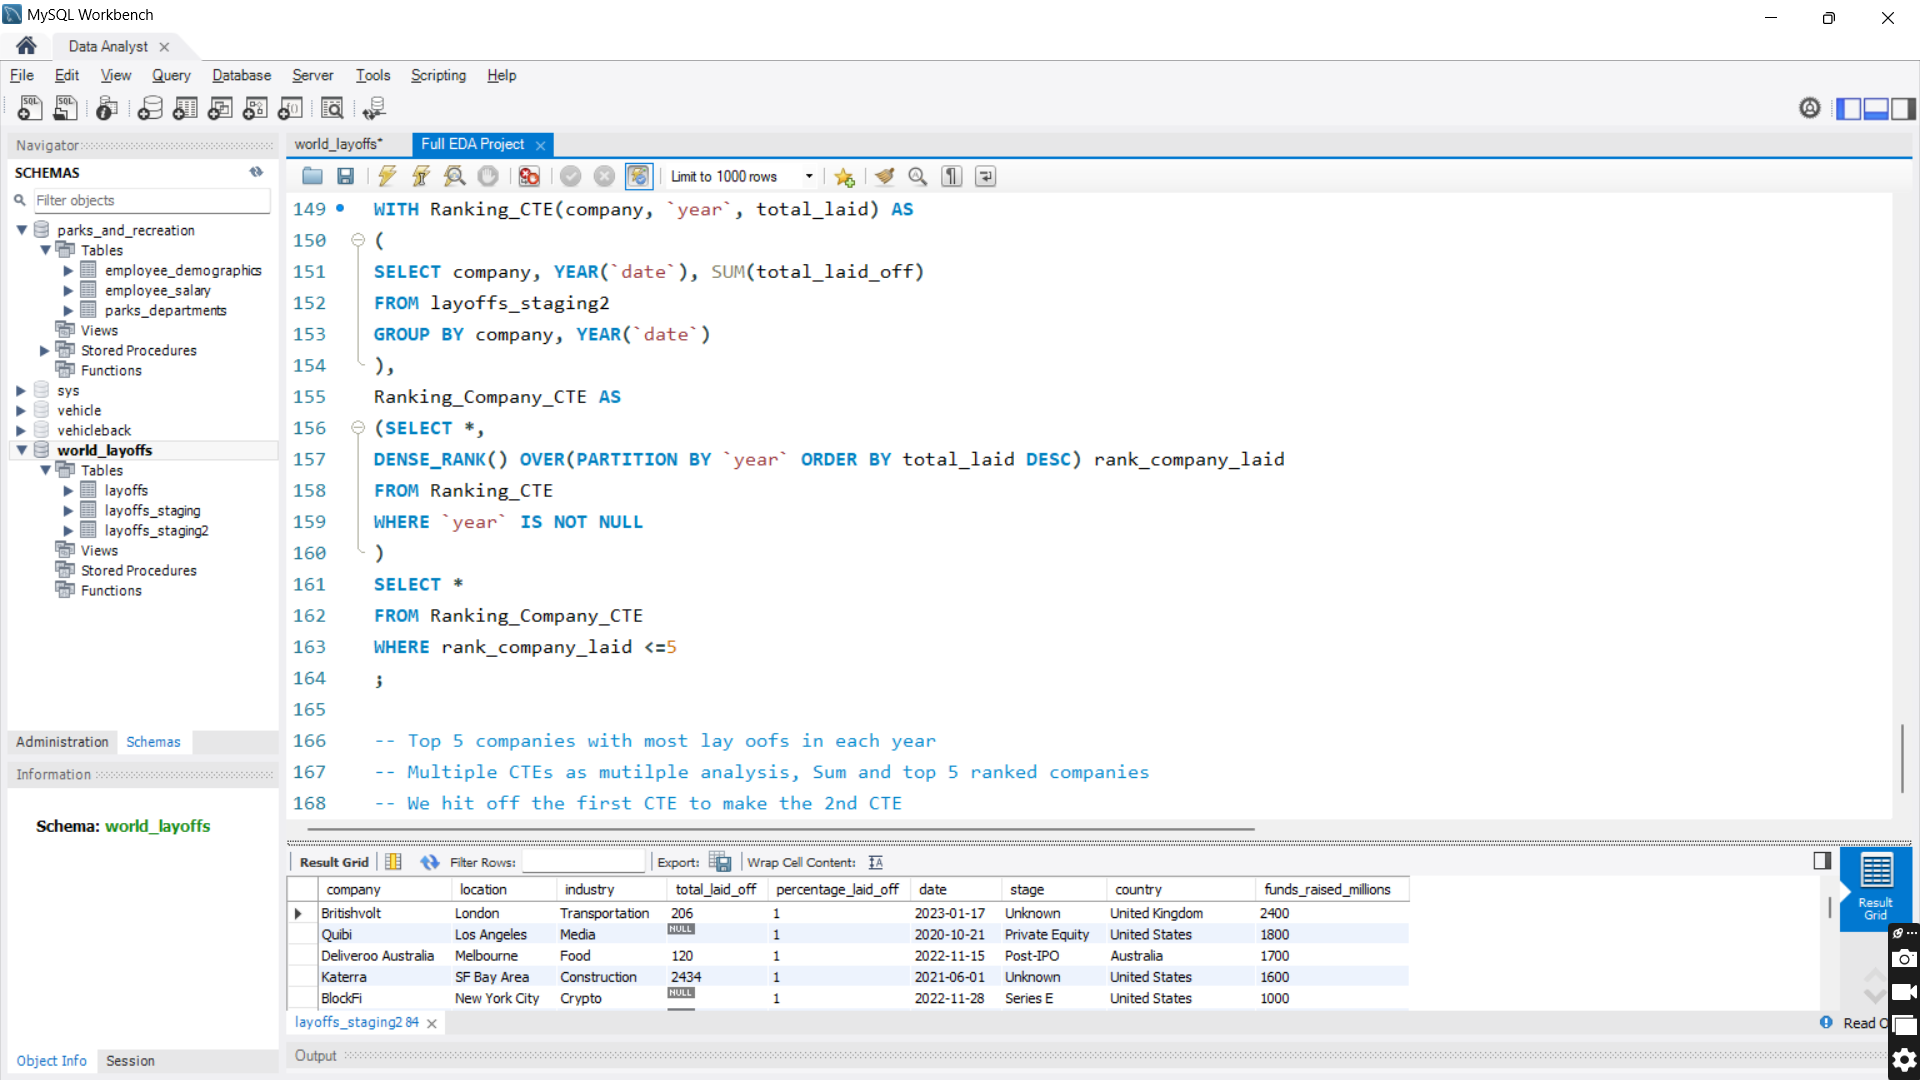 MySQL Workbench
Data Analyst
File Edit View Query Database Server Tools Scripting Help
Navigator
SCHEMAS
Filter objects
parks_and_recreation
Tables
employee_demographics
employee_salary
parks_departments
Views
Stored Procedures
Functions
sys
vehicle
vehicleback
world_layoffs
Tables
layoffs
layoffs_staging
layoffs_staging2
Views
Stored Procedures
Functions
Administration Schemas
Information
Schema: world_layoffs
Object Info Session
world_layoffs* Full EDA Project
Limit to 1000 rows
149 WITH Ranking_CTE(company, `year`, total_laid) AS
150 (
151 SELECT company, YEAR(`date`), SUM(total_laid_off)
152 FROM layoffs_staging2
153 GROUP BY company, YEAR(`date`)
154 ),
155 Ranking_Company_CTE AS
156 (SELECT *,
157 DENSE_RANK() OVER(PARTITION BY `year` ORDER BY total_laid DESC) rank_company_laid
158 FROM Ranking_CTE
159 WHERE `year` IS NOT NULL
160 )
161 SELECT *
162 FROM Ranking_Company_CTE
163 WHERE rank_company_laid <=5
164 ;
165
166 -- Top 5 companies with most lay oofs in each year
167 -- Multiple CTEs as mutilple analysis, Sum and top 5 ranked companies
168 -- We hit off the first CTE to make the 2nd CTE
Result Grid Filter Rows: Export: Wrap Cell Content:
company location industry total_laid_off percentage_laid_off date stage country funds_raised_millions
Britishvolt London Transportation 206 1 2023-01-17 Unknown United Kingdom 2400
Quibi Los Angeles Media NULL 1 2020-10-21 Private Equity United States 1800
Deliveroo Australia Melbourne Food 120 1 2022-11-15 Post-IPO Australia 1700
Katerra SF Bay Area Construction 2434 1 2021-06-01 Unknown United States 1600
BlockFi New York City Crypto NULL 1 2022-11-28 Series E United States 1000
Result
Grid
layoffs_staging2 84
Read O
Output